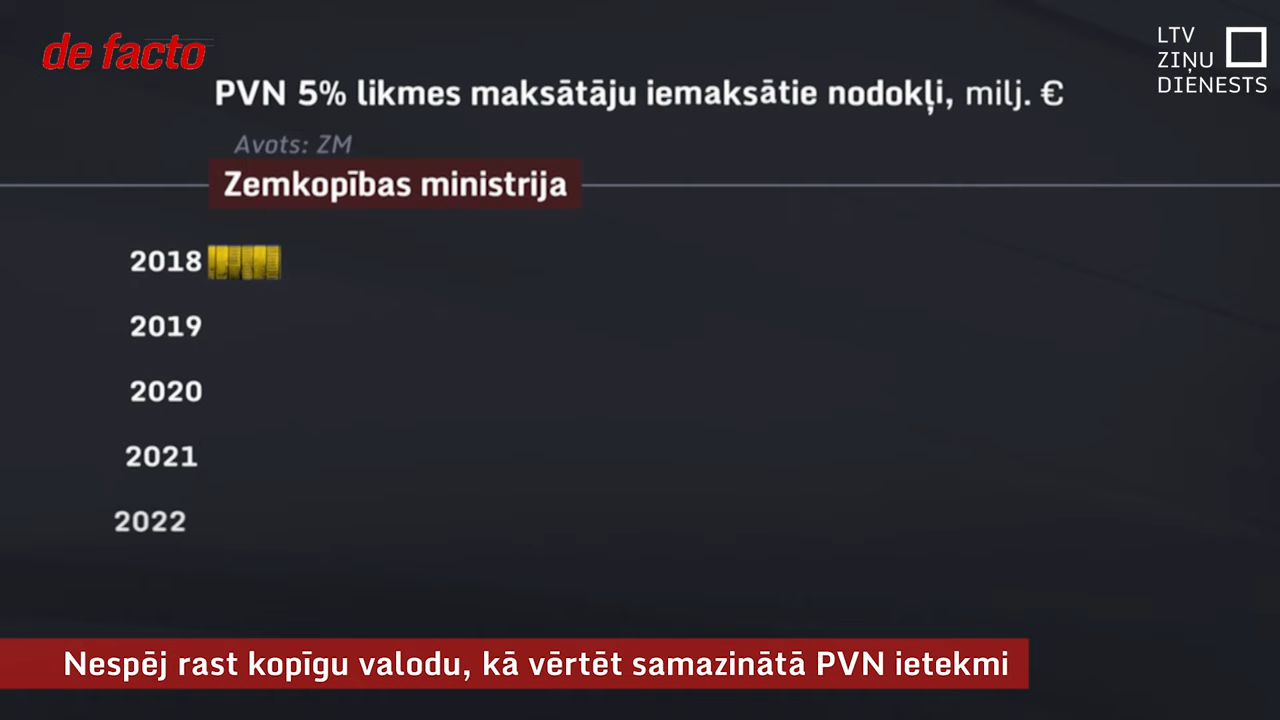 de facto
LTV
ZIŅU
DIENESTS
PVN 5% likmes maksātāju iemaksātie nodokļi, milj. €
Avots: ZM
Zemkopības ministrija
2018
2019
2020
2021
2022
Nespēj rast kopīgu valodu, kā vērtēt samazinātā PVN ietekmi